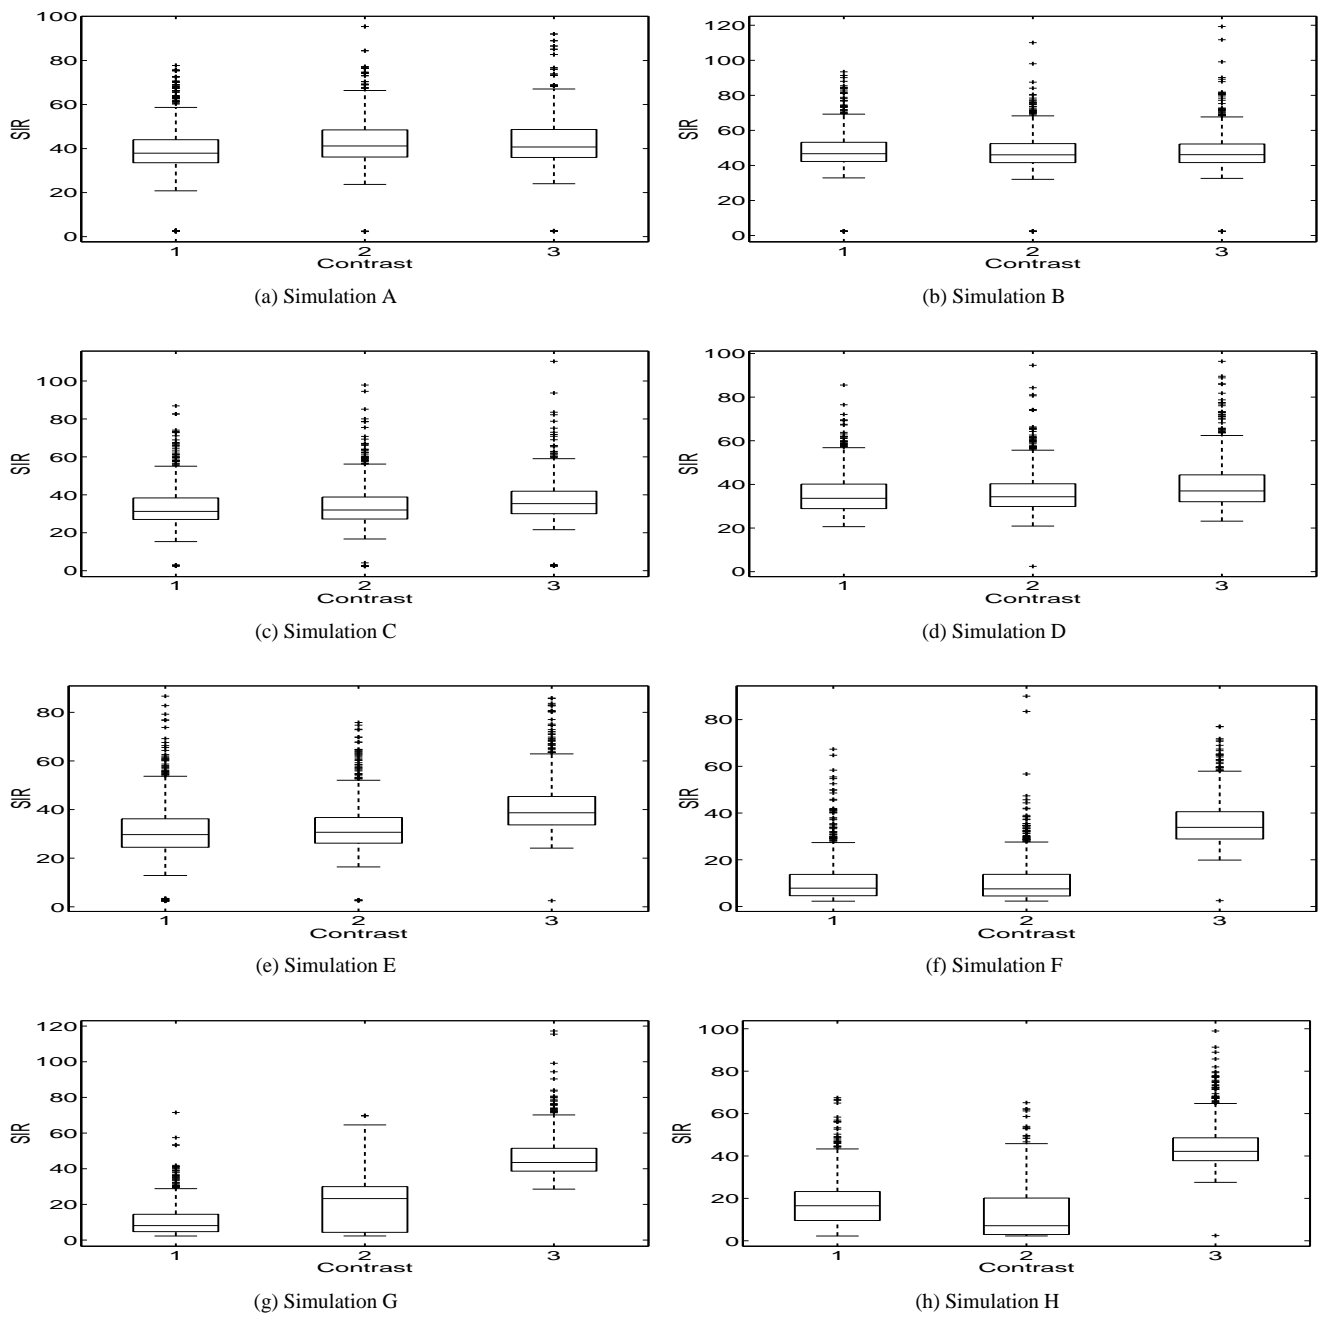 100
80
60
40
20
0
SIR
1 2 3
Contrast
(a) Simulation A
120
100
80
60
40
20
0
SIR
1 2 3
Contrast
(b) Simulation B
100
80
60
40
20
0
SIR
1 2 3
Contrast
(c) Simulation C
100
80
60
40
20
0
SIR
1 2 3
Contrast
(d) Simulation D
80
60
40
20
0
SIR
1 2 3
Contrast
(e) Simulation E
80
60
40
20
0
SIR
1 2 3
Contrast
(f) Simulation F
120
100
80
60
40
20
0
SIR
1 2 3
Contrast
(g) Simulation G
100
80
60
40
20
0
SIR
1 2 3
Contrast
(h) Simulation H